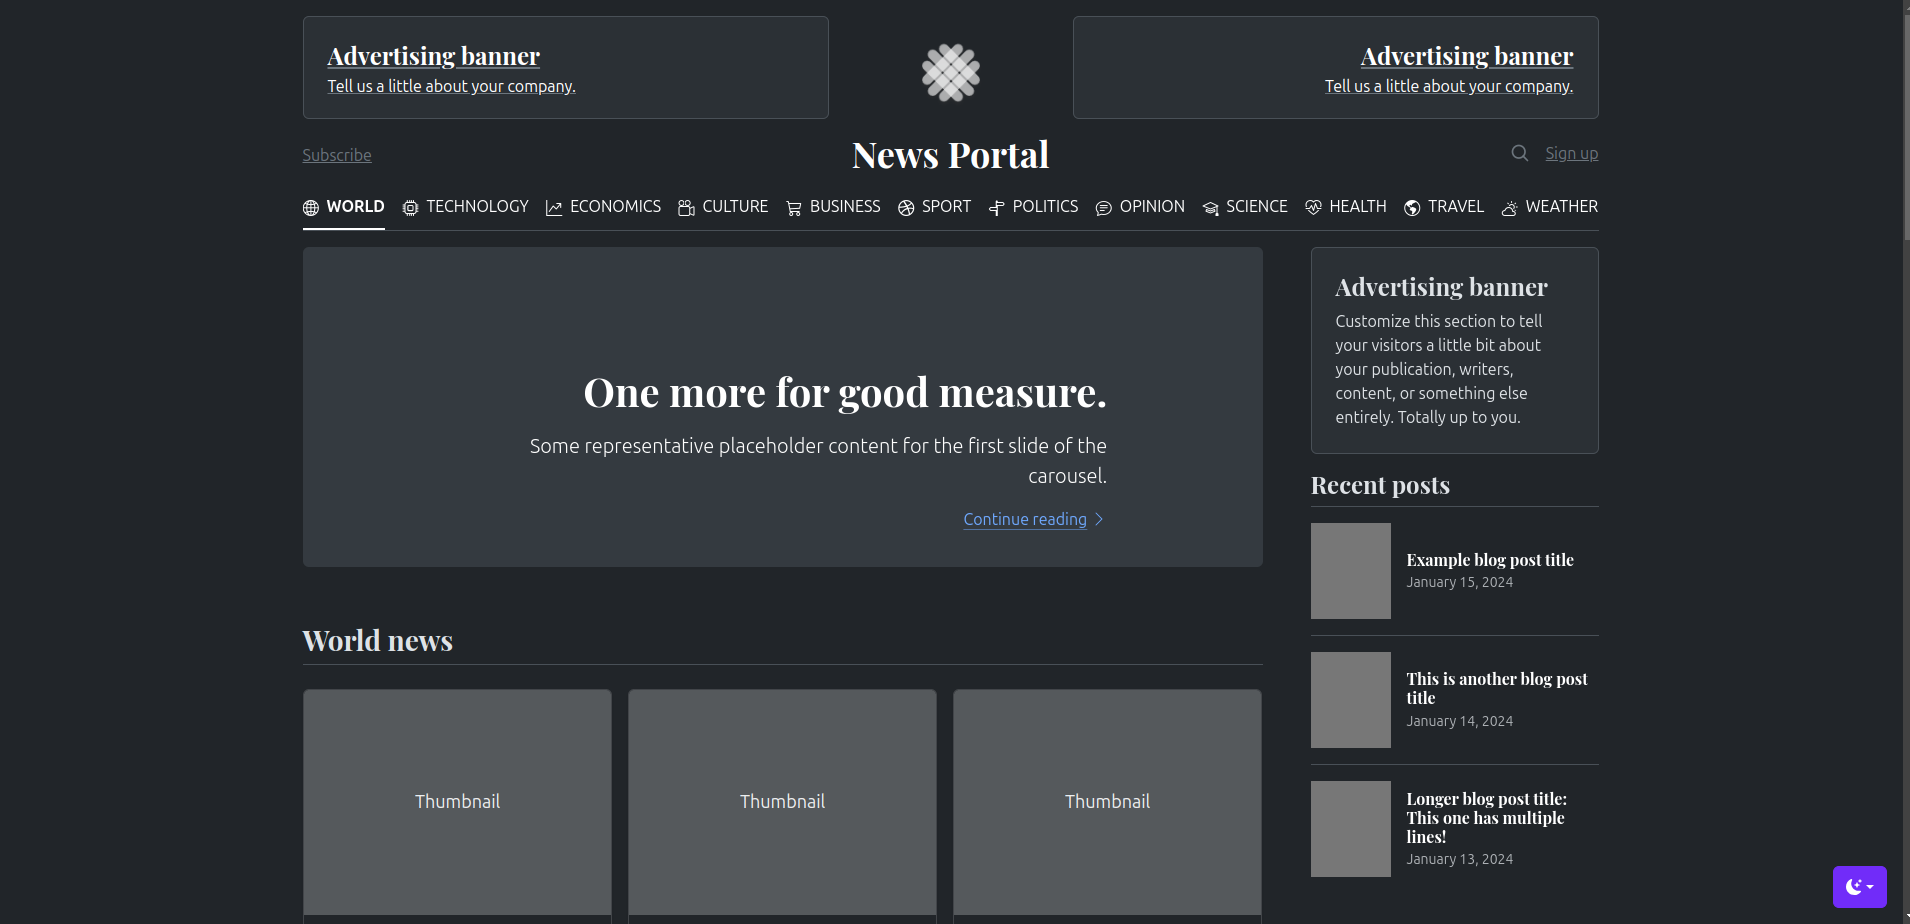 Advertising banner
Tell us a little about your company.
Advertising banner
Tell us a little about your company.
Subscribe
News Portal
Sign up
WORLD
TECHNOLOGY
ECONOMICS
CULTURE
BUSINESS
SPORT
POLITICS
OPINION
SCIENCE
HEALTH
TRAVEL
WEATHER
One more for good measure.
Some representative placeholder content for the first slide of the
carousel.
Continue reading
World news
Thumbnail
Thumbnail
Thumbnail
Advertising banner
Customize this section to tell
your visitors a little bit about
your publication, writers,
content, or something else
entirely. Totally up to you.
Recent posts
Example blog post title
January 15, 2024
This is another blog post
title
January 14, 2024
Longer blog post title:
This one has multiple
lines!
January 13, 2024